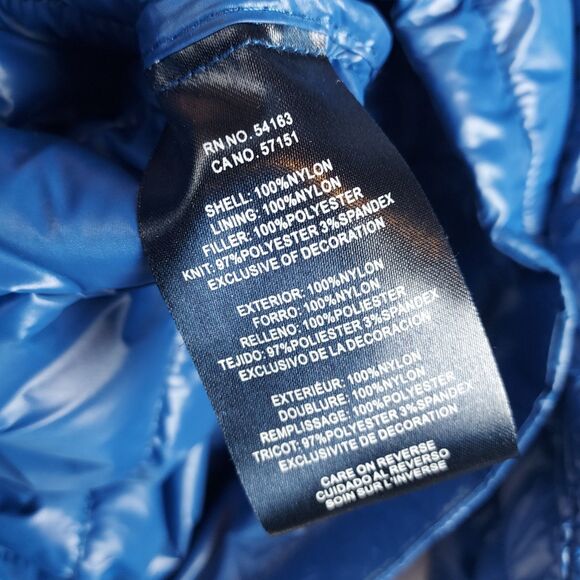 RN NO. 54163
CA NO. 57151
SHELL: 100%NYLON
LINING: 100%NYLON
FILLER: 100%POLYESTER
KNIT: 97%POLYESTER 3%SPANDEX
EXCLUSIVE OF DECORATION
EXTERIOR: 100%NYLON
FORRO: 100%NYLON
RELLENO: 100%POLYESTER
TEJIDO: 97%POLIESTER 3%SPANDEX
EXCLUSIVO DE LA DECORACION
EXTERIEUR: 100%NYLON
DOUBLURE: 100%NYLON
REMPLISSAGE: 100%POLYESTER
TRICOT: 97%POLYESTER 3%SPANDEX
EXCLUSIVITE DE DECORATION
CARE ON REVERSE
CUIDADO AL REVERSO
SOIN SUR L'INVERSE